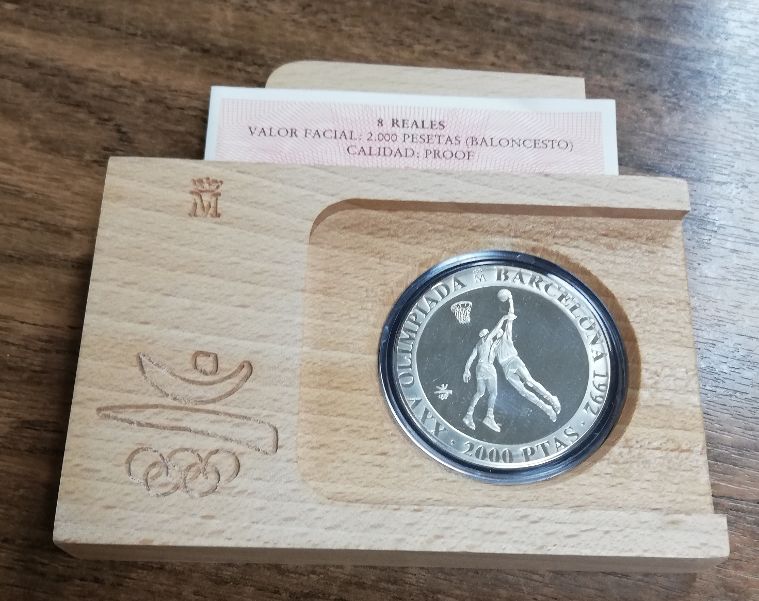 8 REALES
VALOR FACIAL: 2.000 PESETAS (BALONCESTO)
CALIDAD: PROOF
M
XXV OLIMPIADA M BARCELONA 1992
· 2000 PTAS ·